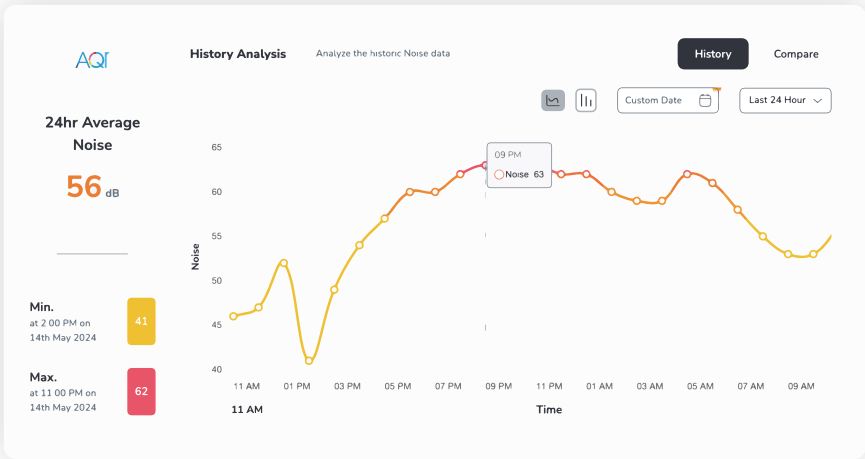 AQI
History Analysis
Analyze the historic Noise data
History
Compare
Custom Date
Last 24 Hour
24hr Average
Noise
56 dB
Min.
at 2 00 PM on
14th May 2024
41
Max.
at 11 00 PM on
14th May 2024
62
Noise
65
60
55
50
45
40
09 PM
Noise 63
11 AM
01 PM
03 PM
05 PM
07 PM
09 PM
11 PM
01 AM
03 AM
05 AM
07 AM
09 AM
11 AM
Time